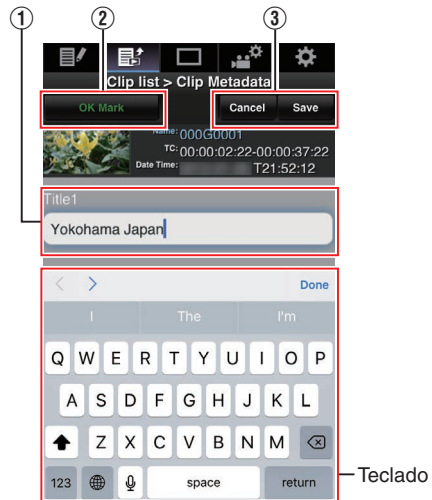 ① ② ③
Clip list > Clip Metadata
OK Mark Cancel Save
Name: 000G0001
TC: 00:00:02:22-00:00:37:22
Date Time: T21:52:12
Title1
Yokohama Japan
< > Done
I The I'm
Q W E R T Y U I O P
A S D F G H J K L
Z X C V B N M
123 space return
Teclado